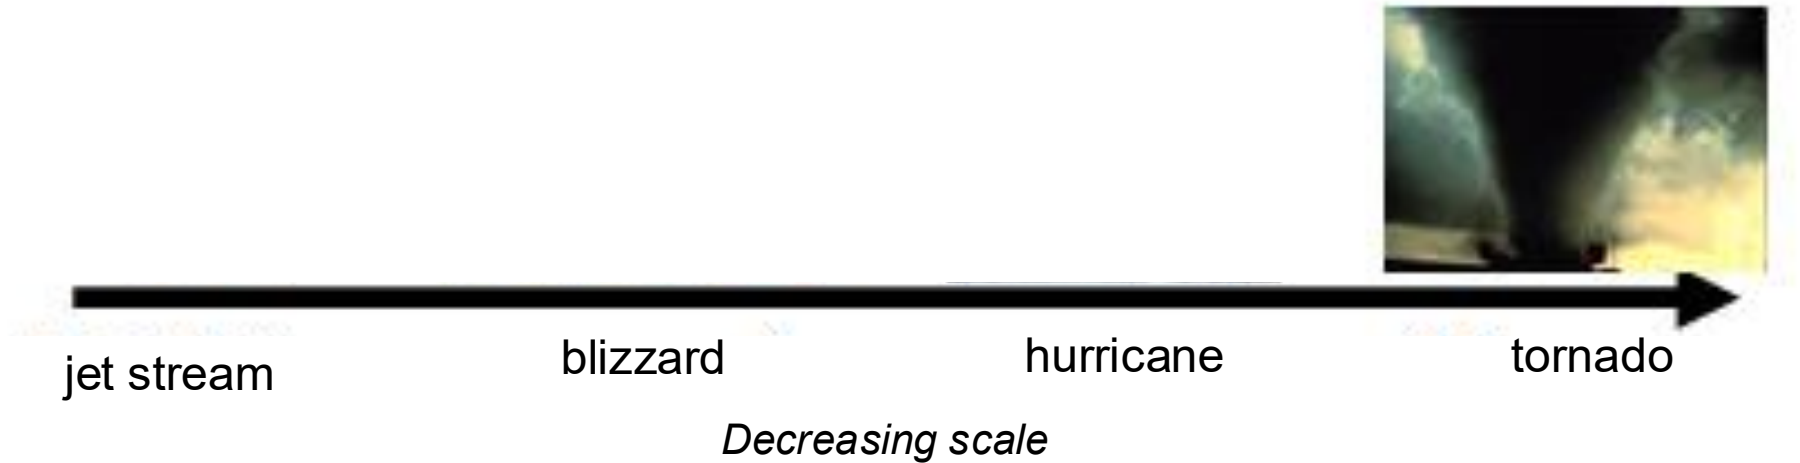 jet stream
blizzard
hurricane
tornado
Decreasing scale